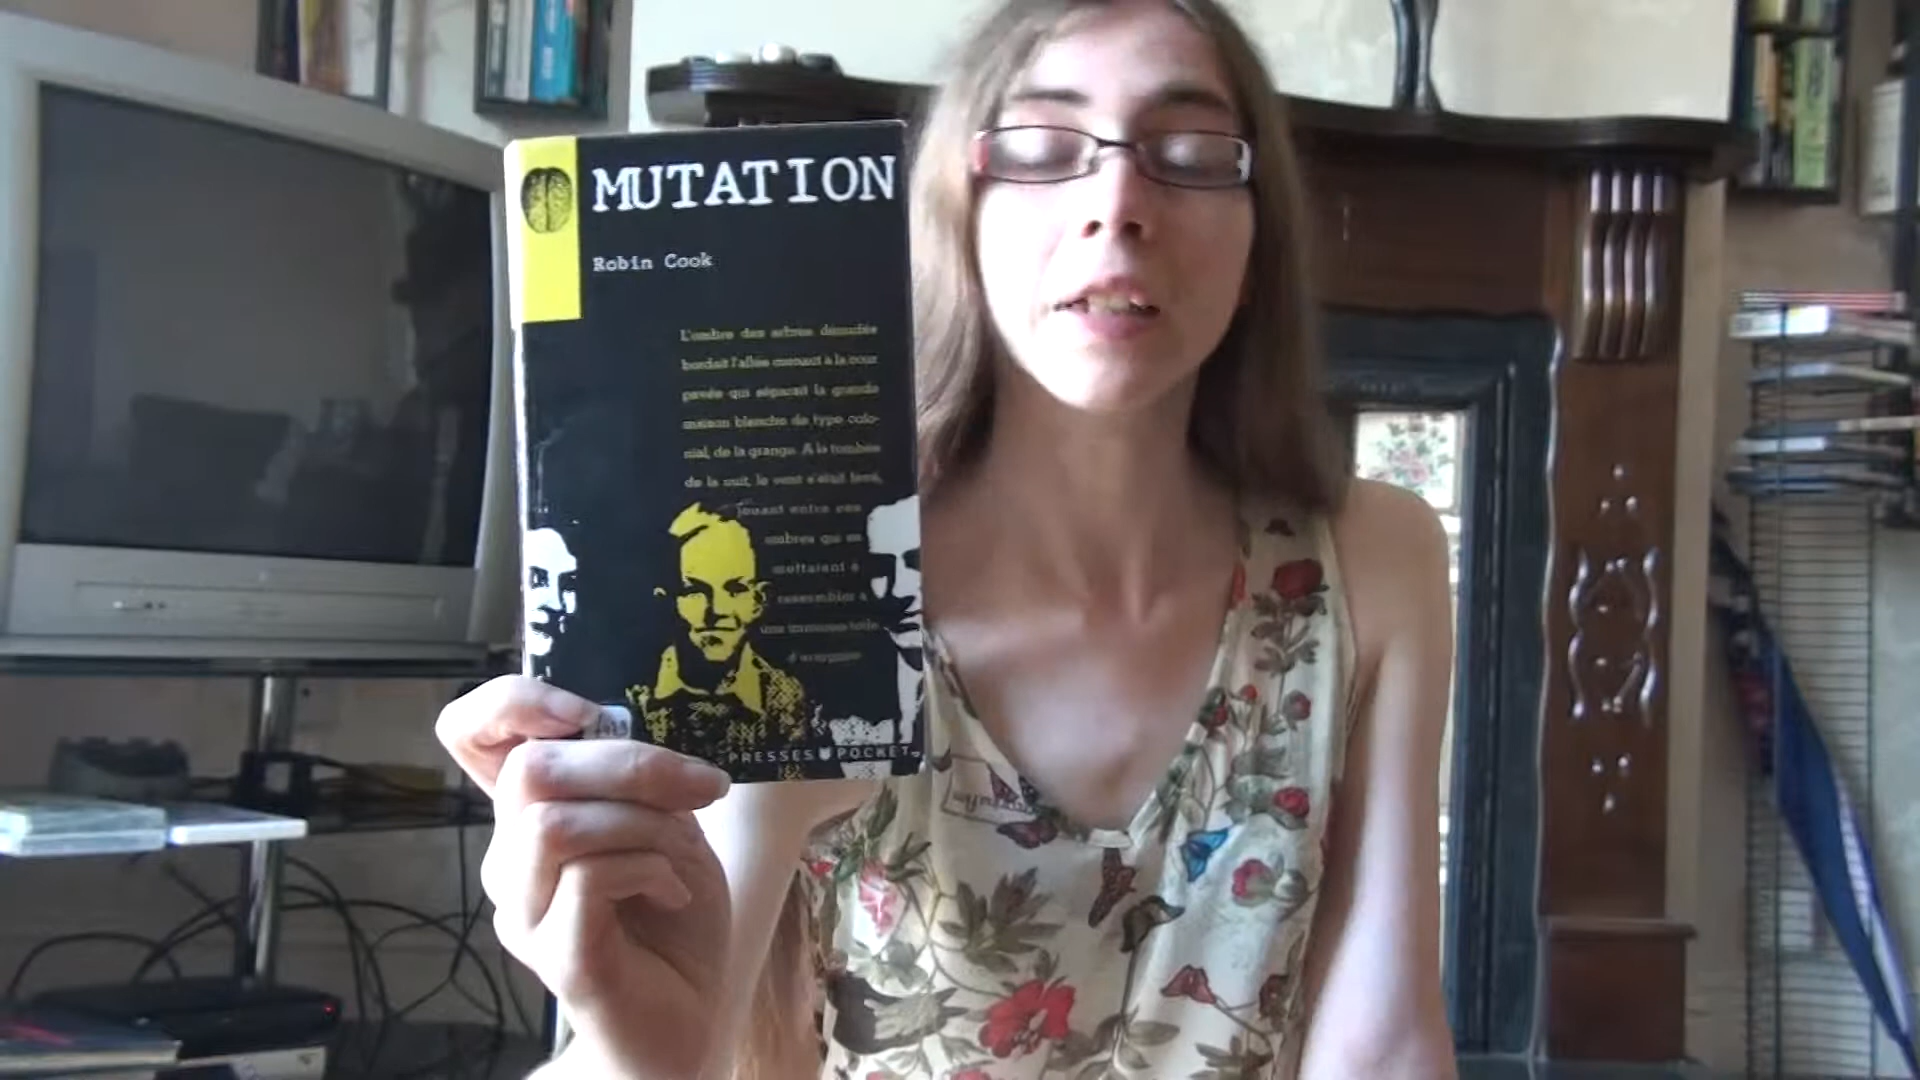 MUTATION
Robin Cook
L'ombre des arbres dénudés
bordait l'allée menant à la cour
pavée qui séparait la grande
maison blanche de type colo-
nial, de la grange. A la tombée
de la nuit, le vent s'était levé,
jouant entre ces
ombres qui se
mettaient à
ressembler à
une immense toile
d'araignée
PRESSES POCKET